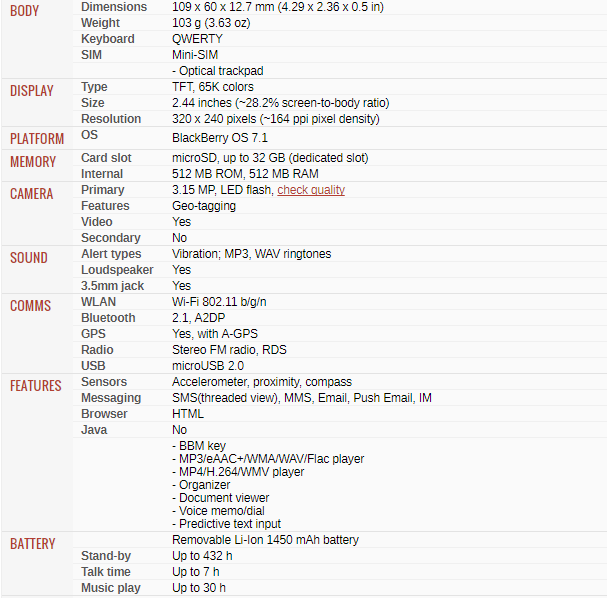 BODY Dimensions 109 x 60 x 12.7 mm (4.29 x 2.36 x 0.5 in)
Weight 103 g (3.63 oz)
Keyboard QWERTY
SIM Mini-SIM
- Optical trackpad
DISPLAY Type TFT, 65K colors
Size 2.44 inches (~28.2% screen-to-body ratio)
Resolution 320 x 240 pixels (~164 ppi pixel density)
PLATFORM OS BlackBerry OS 7.1
MEMORY Card slot microSD, up to 32 GB (dedicated slot)
Internal 512 MB ROM, 512 MB RAM
CAMERA Primary 3.15 MP, LED flash, check quality
Features Geo-tagging
Video Yes
Secondary No
SOUND Alert types Vibration; MP3, WAV ringtones
Loudspeaker Yes
3.5mm jack Yes
COMMS WLAN Wi-Fi 802.11 b/g/n
Bluetooth 2.1, A2DP
GPS Yes, with A-GPS
Radio Stereo FM radio, RDS
USB microUSB 2.0
FEATURES Sensors Accelerometer, proximity, compass
Messaging SMS(threaded view), MMS, Email, Push Email, IM
Browser HTML
Java No
- BBM key
- MP3/eAAC+/WMA/WAV/Flac player
- MP4/H.264/WMV player
- Organizer
- Document viewer
- Voice memo/dial
- Predictive text input
BATTERY Removable Li-Ion 1450 mAh battery
Stand-by Up to 432 h
Talk time Up to 7 h
Music play Up to 30 h